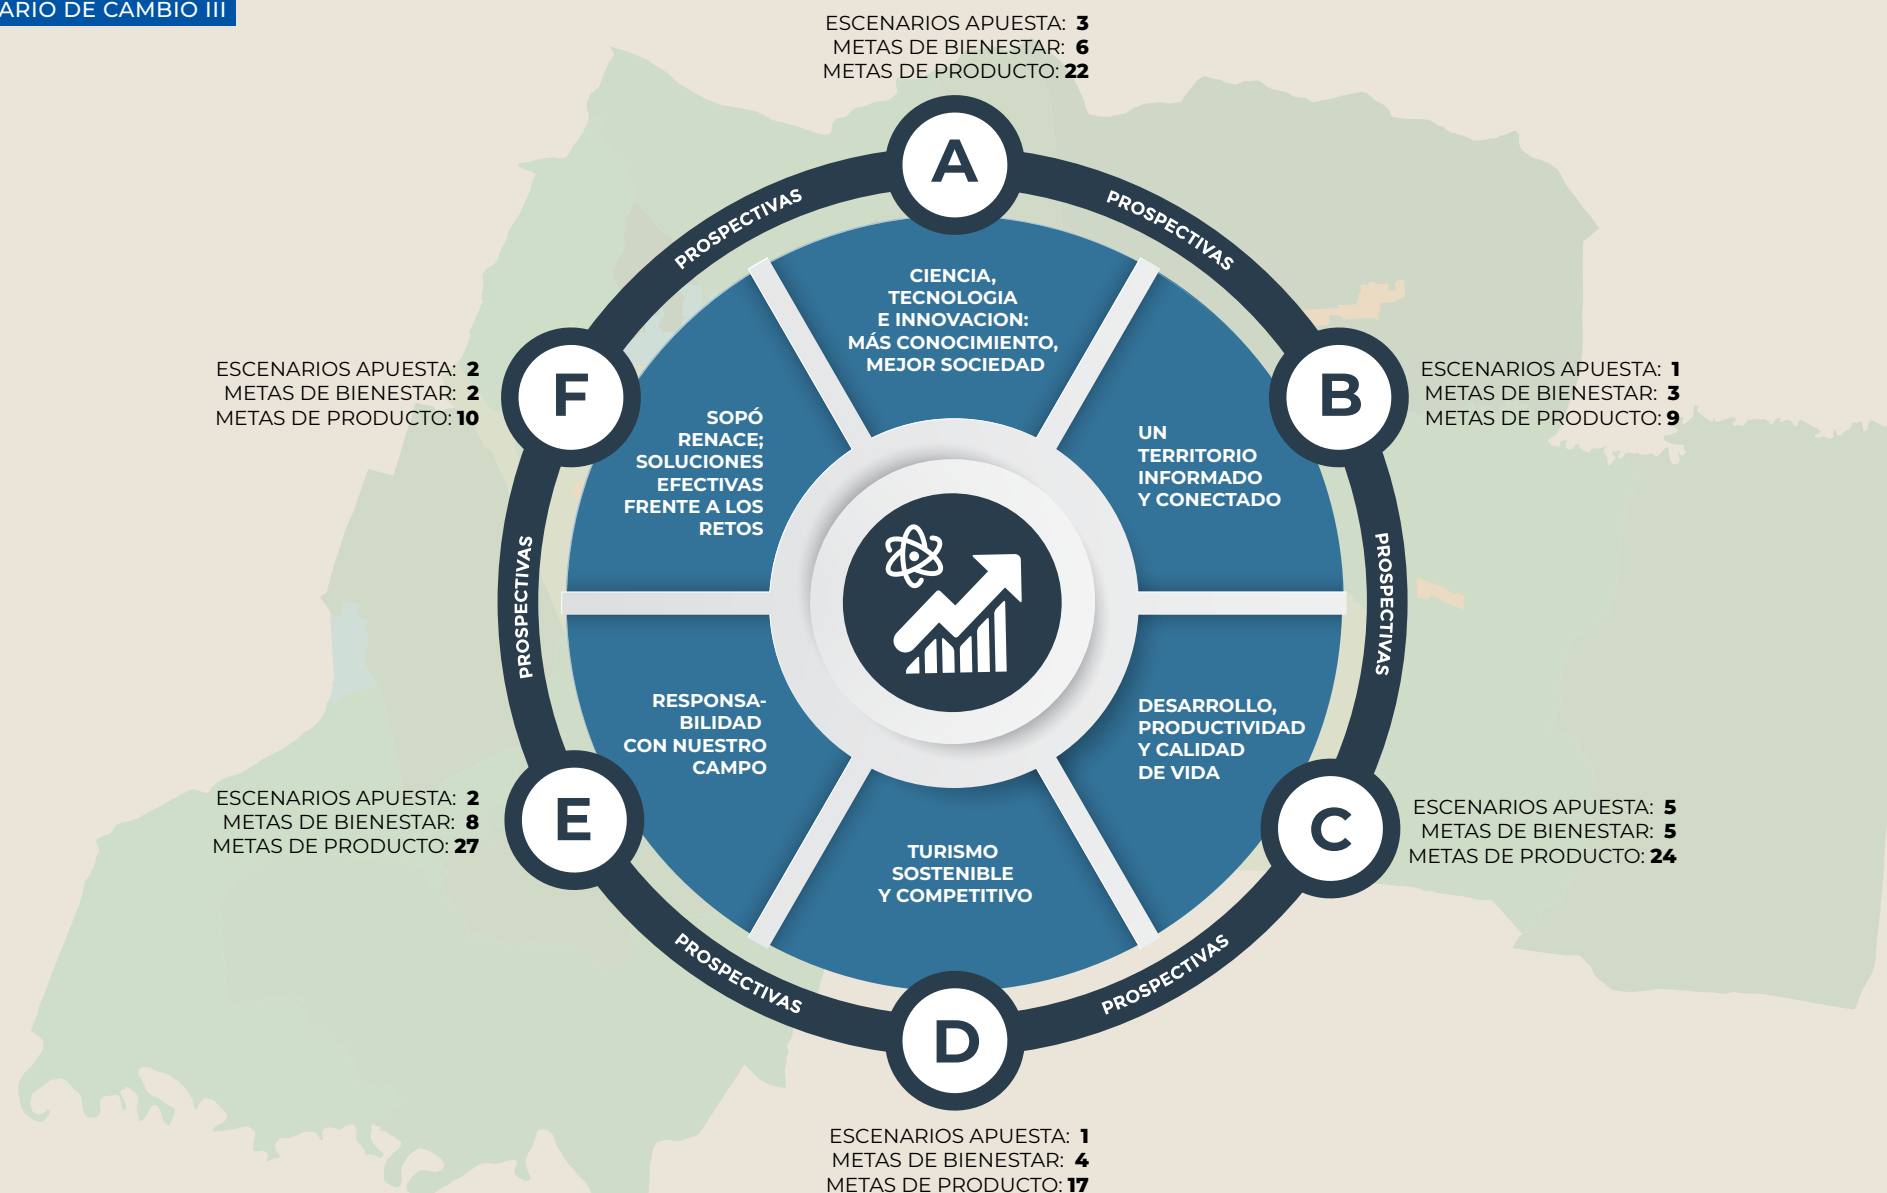 ARIO DE CAMBIO III
ESCENARIOS APUESTA: 3
METAS DE BIENESTAR: 6
METAS DE PRODUCTO: 22
A
PROSPECTIVAS
PROSPECTIVAS
CIENCIA,
TECNOLOGIA
E INNOVACION:
MÁS CONOCIMIENTO,
MEJOR SOCIEDAD
ESCENARIOS APUESTA: 2
METAS DE BIENESTAR: 2
METAS DE PRODUCTO: 10
F
SOPÓ
RENACE;
SOLUCIONES
EFECTIVAS
FRENTE A LOS
RETOS
UN
TERRITORIO
INFORMADO
Y CONECTADO
B
ESCENARIOS APUESTA: 1
METAS DE BIENESTAR: 3
METAS DE PRODUCTO: 9
PROSPECTIVAS
PROSPECTIVAS
RESPONSA-
BILIDAD
CON NUESTRO
CAMPO
DESARROLLO,
PRODUCTIVIDAD
Y CALIDAD
DE VIDA
ESCENARIOS APUESTA: 2
METAS DE BIENESTAR: 8
METAS DE PRODUCTO: 27
E
C
ESCENARIOS APUESTA: 5
METAS DE BIENESTAR: 5
METAS DE PRODUCTO: 24
TURISMO
SOSTENIBLE
Y COMPETITIVO
PROSPECTIVAS
PROSPECTIVAS
D
ESCENARIOS APUESTA: 1
METAS DE BIENESTAR: 4
METAS DE PRODUCTO: 17